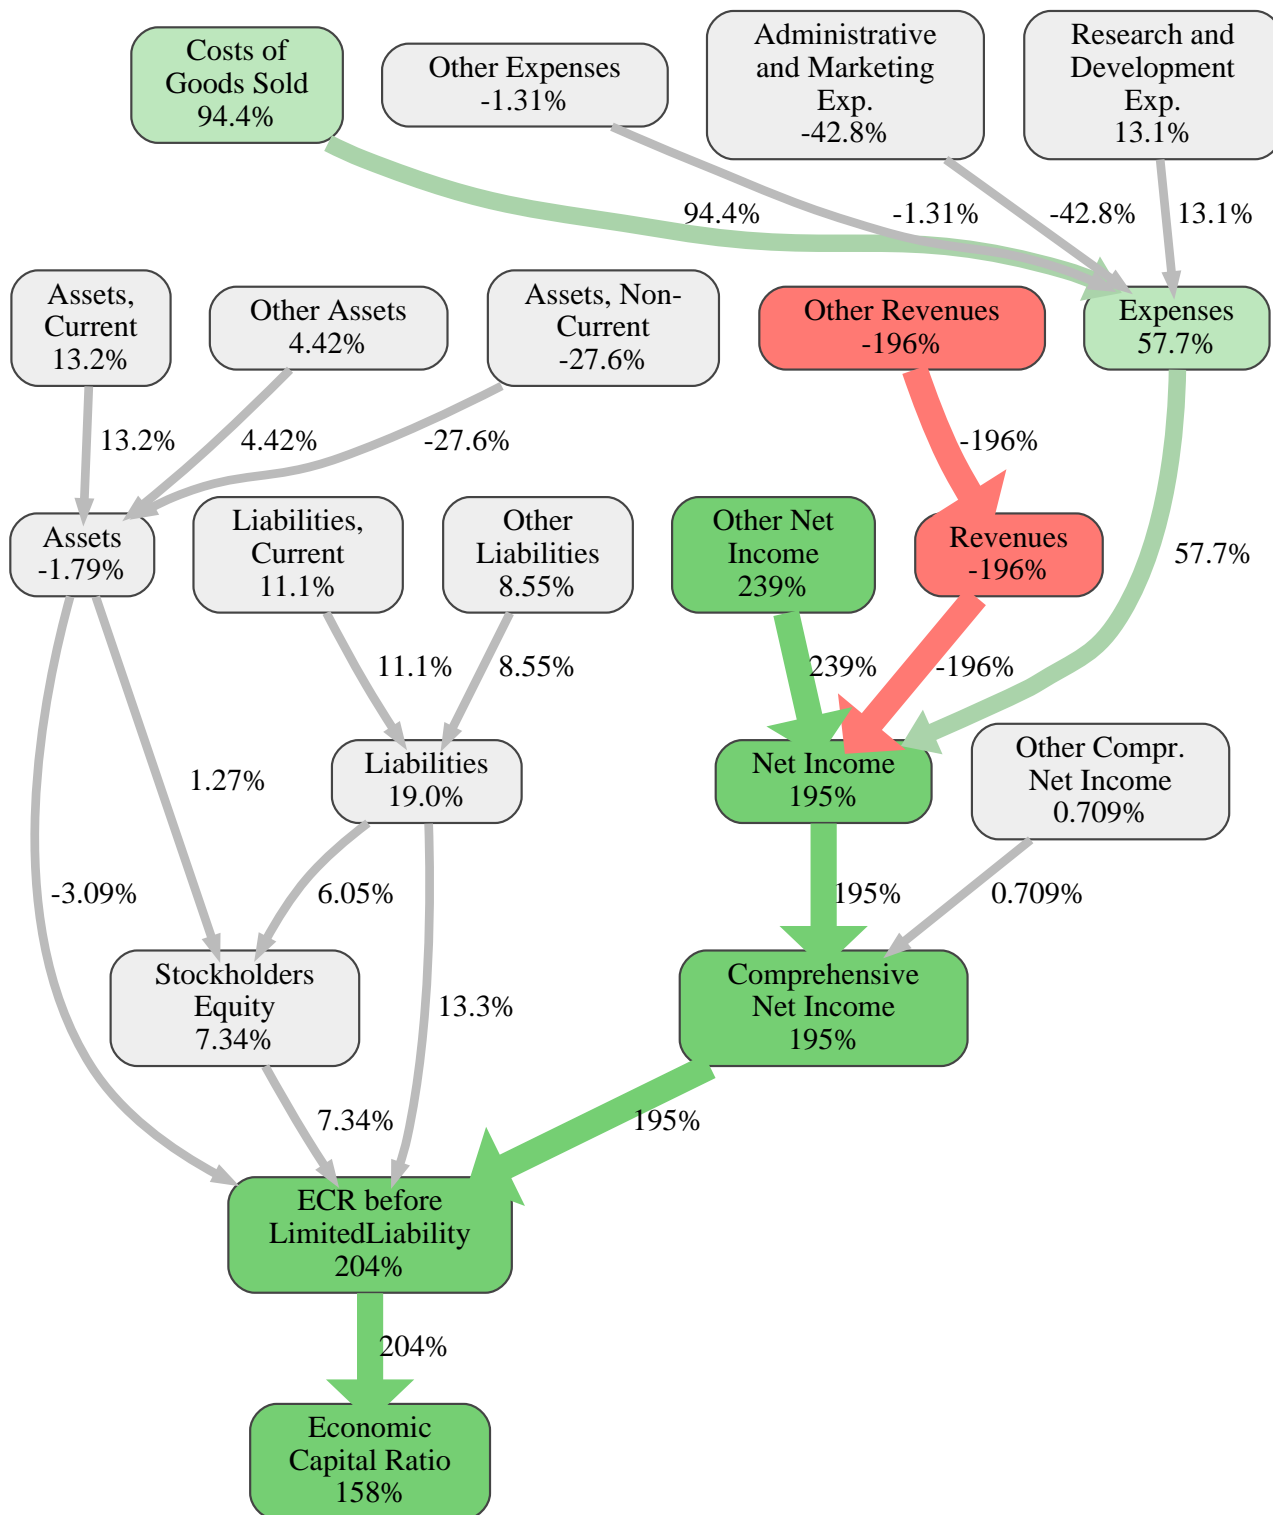 Costs of
Goods Sold
94.4%
Other Expenses
-1.31%
Administrative
and Marketing
Exp.
-42.8%
Research and
Development
Exp.
13.1%
94.4%
-1.31%
-42.8%
13.1%
Assets,
Current
13.2%
Other Assets
4.42%
Assets, Non-
Current
-27.6%
Other Revenues
-196%
Expenses
57.7%
13.2%
4.42%
-27.6%
-196%
57.7%
Assets
-1.79%
Liabilities,
Current
11.1%
Other
Liabilities
8.55%
Other Net
Income
239%
Revenues
-196%
11.1%
8.55%
239%
-196%
1.27%
Liabilities
19.0%
Net Income
195%
Other Compr.
Net Income
0.709%
-3.09%
6.05%
195%
0.709%
Stockholders
Equity
7.34%
13.3%
Comprehensive
Net Income
195%
7.34%
195%
ECR before
LimitedLiability
204%
204%
Economic
Capital Ratio
158%